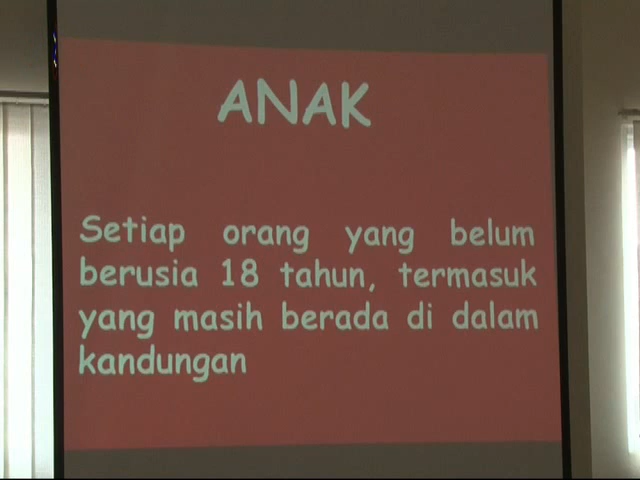 ANAK
Setiap orang yang belum
berusia 18 tahun, termasuk
yang masih berada di dalam
kandungan